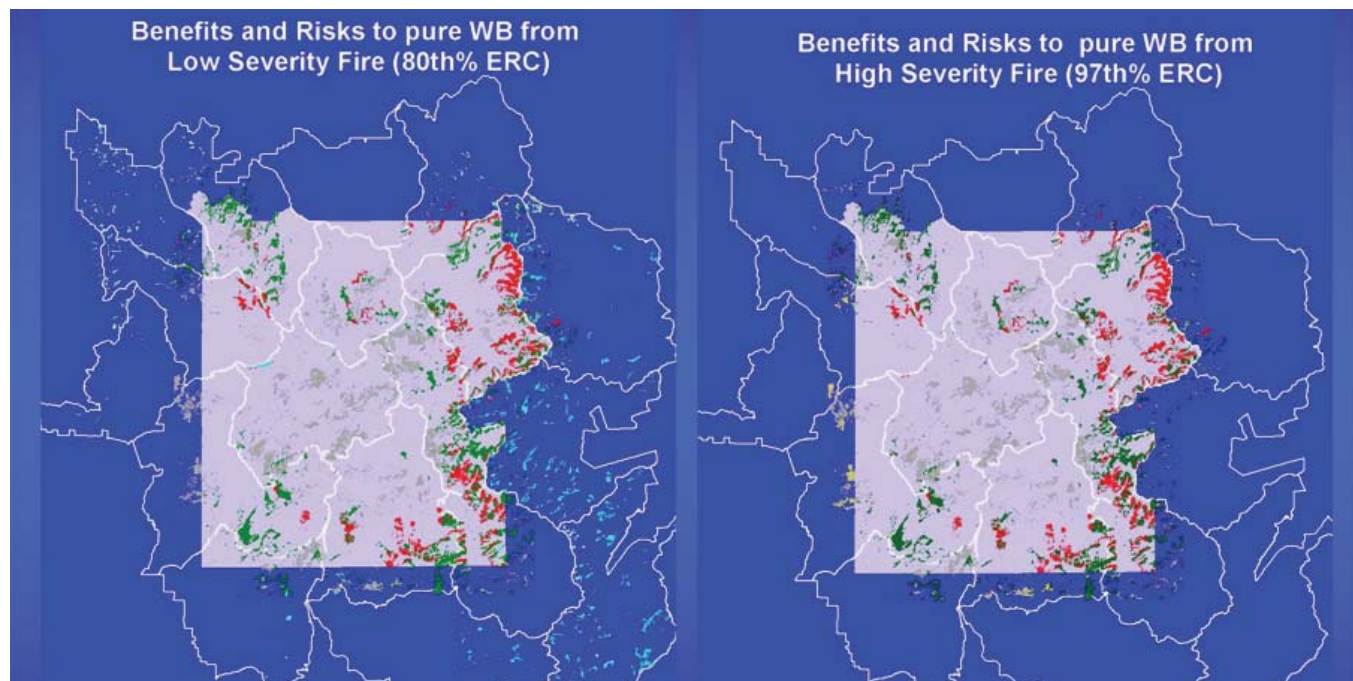 Benefits and Risks to pure WB from
Low Severity Fire (80th% ERC)
Benefits and Risks to pure WB from
High Severity Fire (97th% ERC)